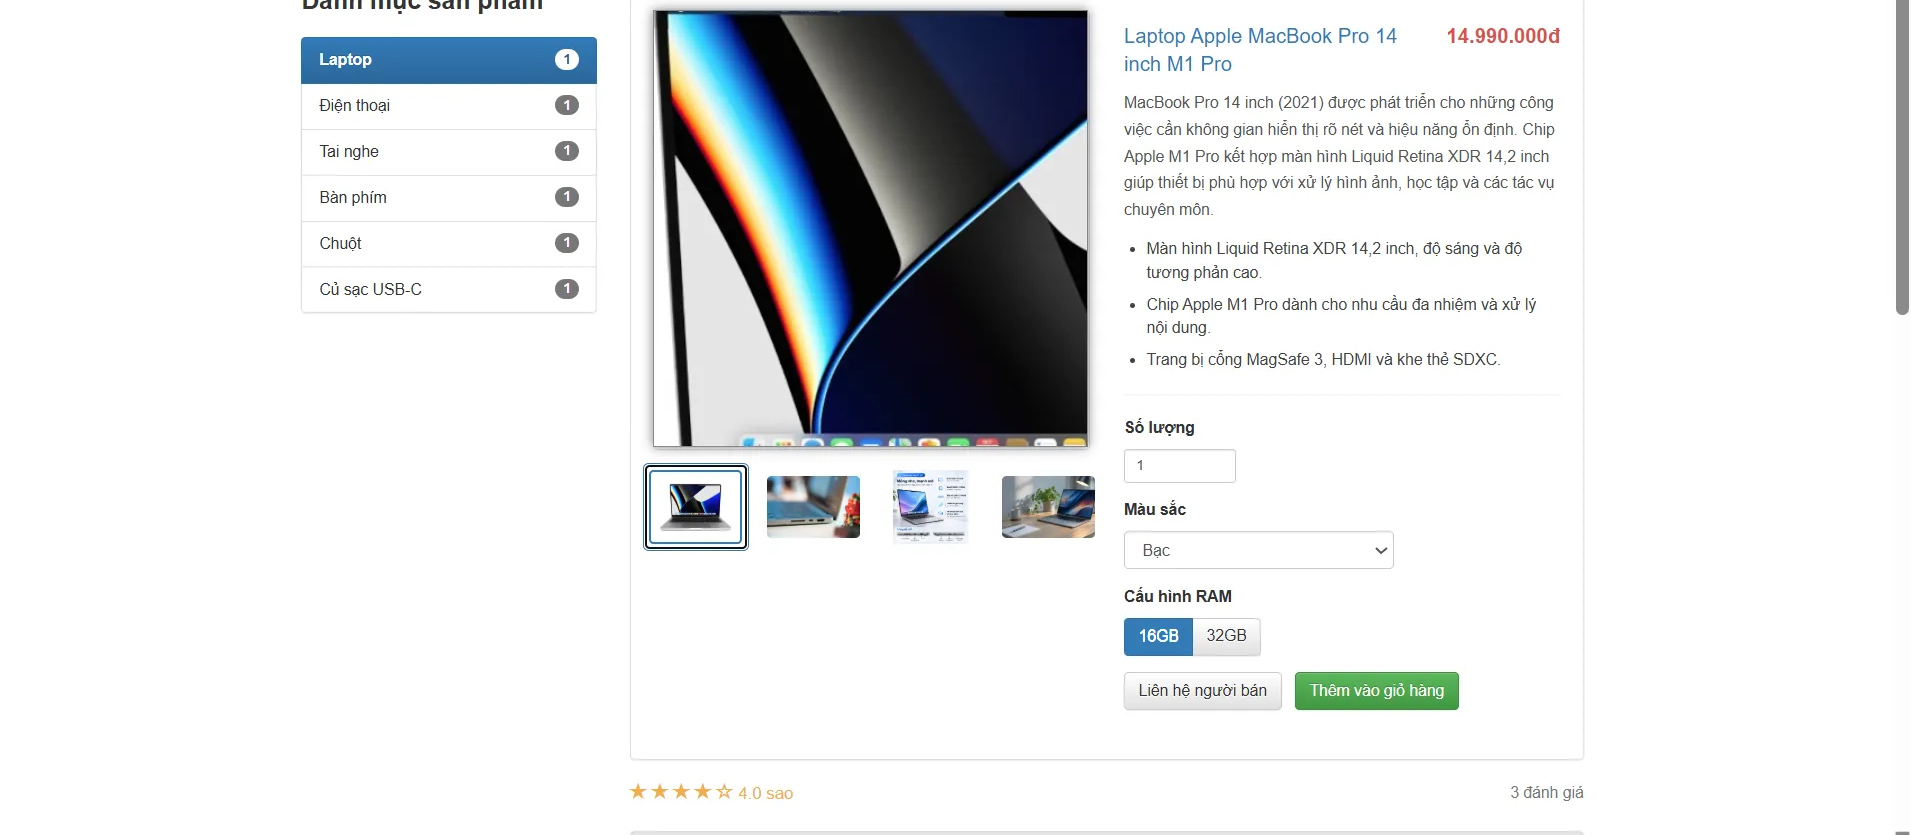 Danh mục sản phẩm
Laptop 1
Điện thoại 1
Tai nghe 1
Bàn phím 1
Chuột 1
Củ sạc USB-C 1
Laptop Apple MacBook Pro 14
inch M1 Pro
14.990.000đ
MacBook Pro 14 inch (2021) được phát triển cho những công
việc cần không gian hiển thị rõ nét và hiệu năng ổn định. Chip
Apple M1 Pro kết hợp màn hình Liquid Retina XDR 14,2 inch
giúp thiết bị phù hợp với xử lý hình ảnh, học tập và các tác vụ
chuyên môn.
• Màn hình Liquid Retina XDR 14,2 inch, độ sáng và độ
tương phản cao.
• Chip Apple M1 Pro dành cho nhu cầu đa nhiệm và xử lý
nội dung.
• Trang bị cổng MagSafe 3, HDMI và khe thẻ SDXC.
Số lượng
1
Màu sắc
Bạc
Cấu hình RAM
16GB 32GB
Liên hệ người bán Thêm vào giỏ hàng
★★★★☆ 4.0 sao
3 đánh giá